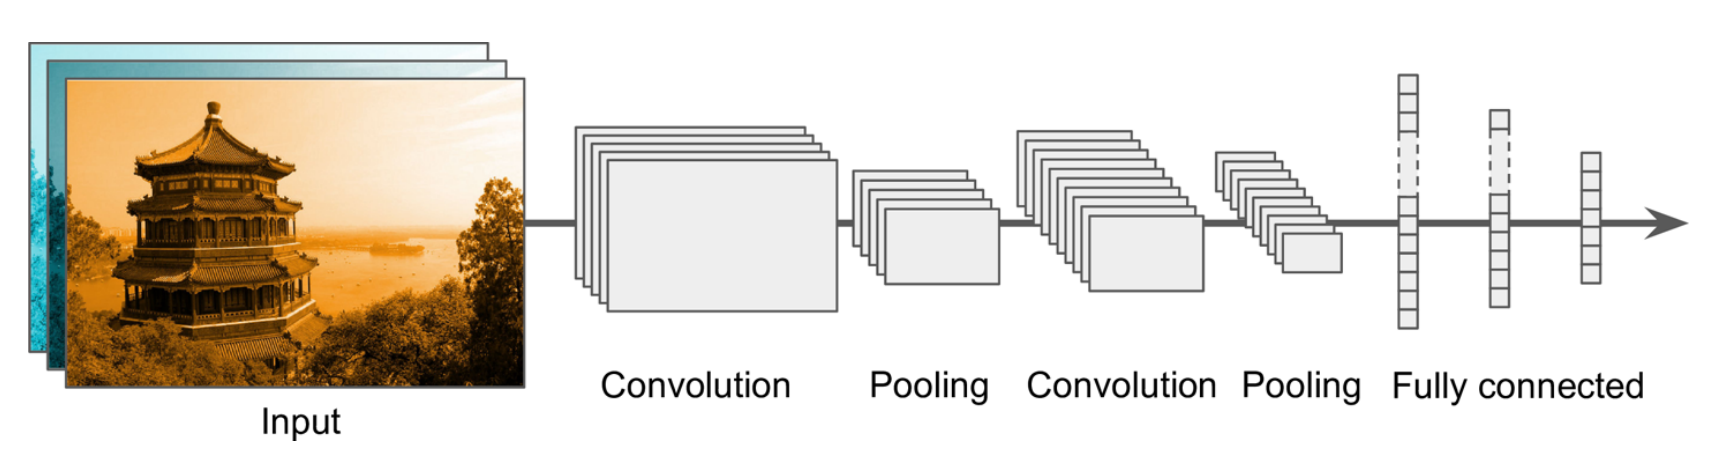 Convolution
Pooling
Convolution
Pooling
Fully connected
Input